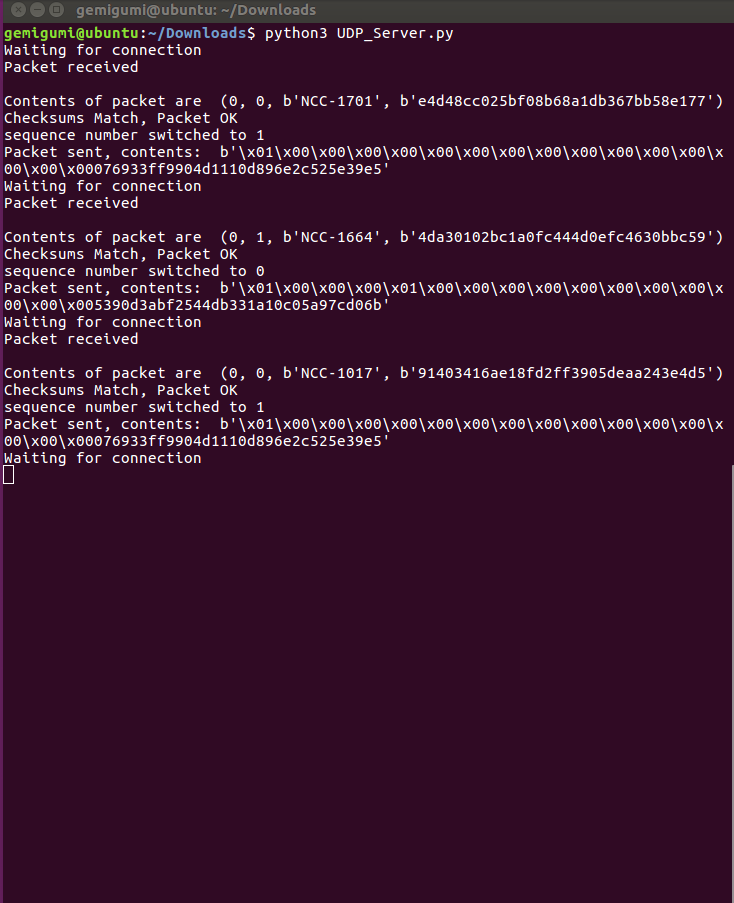 gemigumi@ubuntu: ~/Downloads
gemigumi@ubuntu:~/Downloads$ python3 UDP_Server.py
Waiting for connection
Packet received
Contents of packet are  (0, 0, b'NCC-1701', b'e4d48cc025bf08b68a1db367bb58e177')
Checksums Match, Packet OK
sequence number switched to 1
Packet sent, contents:  b'\x01\x00\x00\x00\x00\x00\x00\x00\x00\x00\x00\x00\x00\x
00\x00\x00076933ff9904d1110d896e2c525e39e5'
Waiting for connection
Packet received
Contents of packet are  (0, 1, b'NCC-1664', b'4da30102bc1a0fc444d0efc4630bbc59')
Checksums Match, Packet OK
sequence number switched to 0
Packet sent, contents:  b'\x01\x00\x00\x00\x01\x00\x00\x00\x00\x00\x00\x00\x00\x
00\x00\x005390d3abf2544db331a10c05a97cd06b'
Waiting for connection
Packet received
Contents of packet are  (0, 0, b'NCC-1017', b'91403416ae18fd2ff3905deaa243e4d5')
Checksums Match, Packet OK
sequence number switched to 1
Packet sent, contents:  b'\x01\x00\x00\x00\x00\x00\x00\x00\x00\x00\x00\x00\x00\x
00\x00\x00076933ff9904d1110d896e2c525e39e5'
Waiting for connection